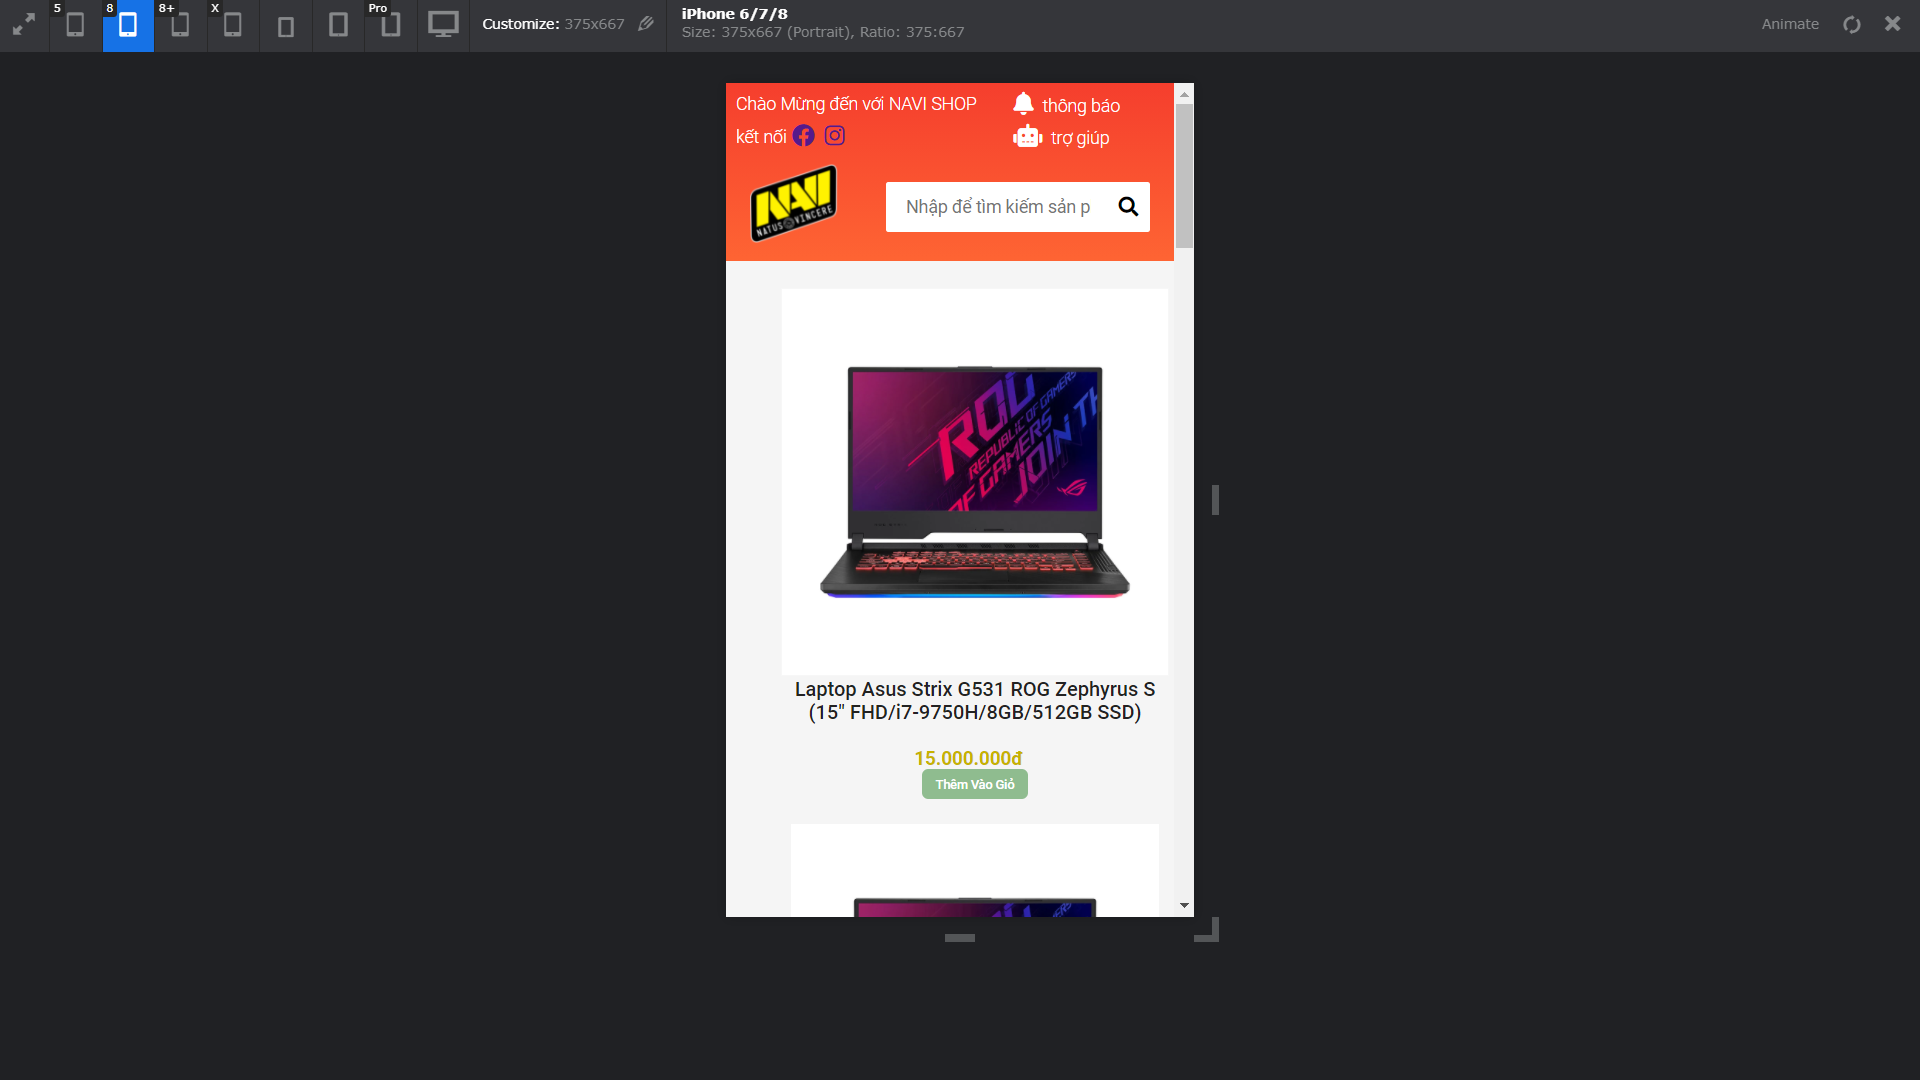 5
8
8+
X
Pro
Customize: 375x667
iPhone 6/7/8
Size: 375x667 (Portrait), Ratio: 375:667
Animate
Chào Mừng đến với NAVI SHOP
thông báo
kết nối
trợ giúp
NAVI
NATUS VINCERE
Nhập để tìm kiếm sản p
ROG
REPUBLIC OF GAMERS
JOIN TH
OF GAMERS
Laptop Asus Strix G531 ROG Zephyrus S
(15" FHD/i7-9750H/8GB/512GB SSD)
15.000.000đ
Thêm Vào Giỏ